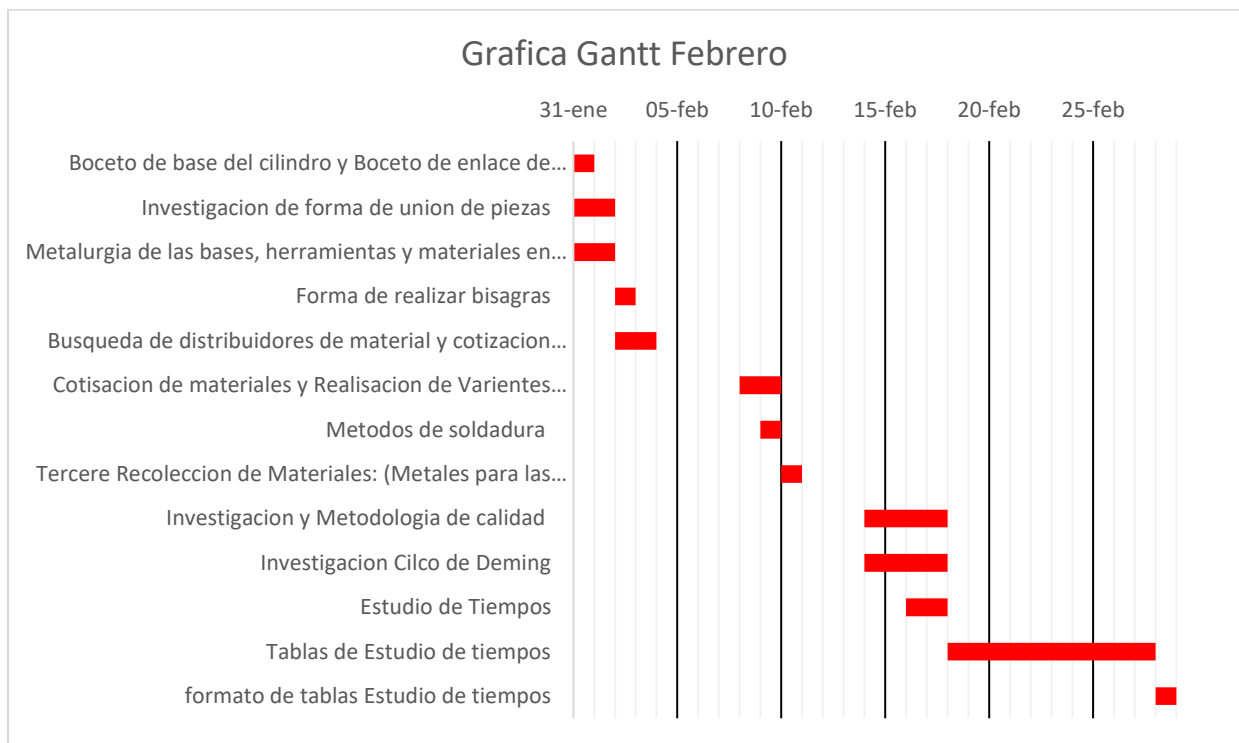 Grafica Gantt Febrero
31-ene 05-feb 10-feb 15-feb 20-feb 25-feb
Boceto de base del cilindro y Boceto de enlace de...
Investigacion de forma de union de piezas
Metalurgia de las bases, herramientas y materiales en...
Forma de realizar bisagras
Busqueda de distribuidores de material y cotizacion...
Cotisacion de materiales y Realisacion de Varientes...
Metodos de soldadura
Tercere Recoleccion de Materiales: (Metales para las...
Investigacion y Metodologia de calidad
Investigacion Cilco de Deming
Estudio de Tiempos
Tablas de Estudio de tiempos
formato de tablas Estudio de tiempos